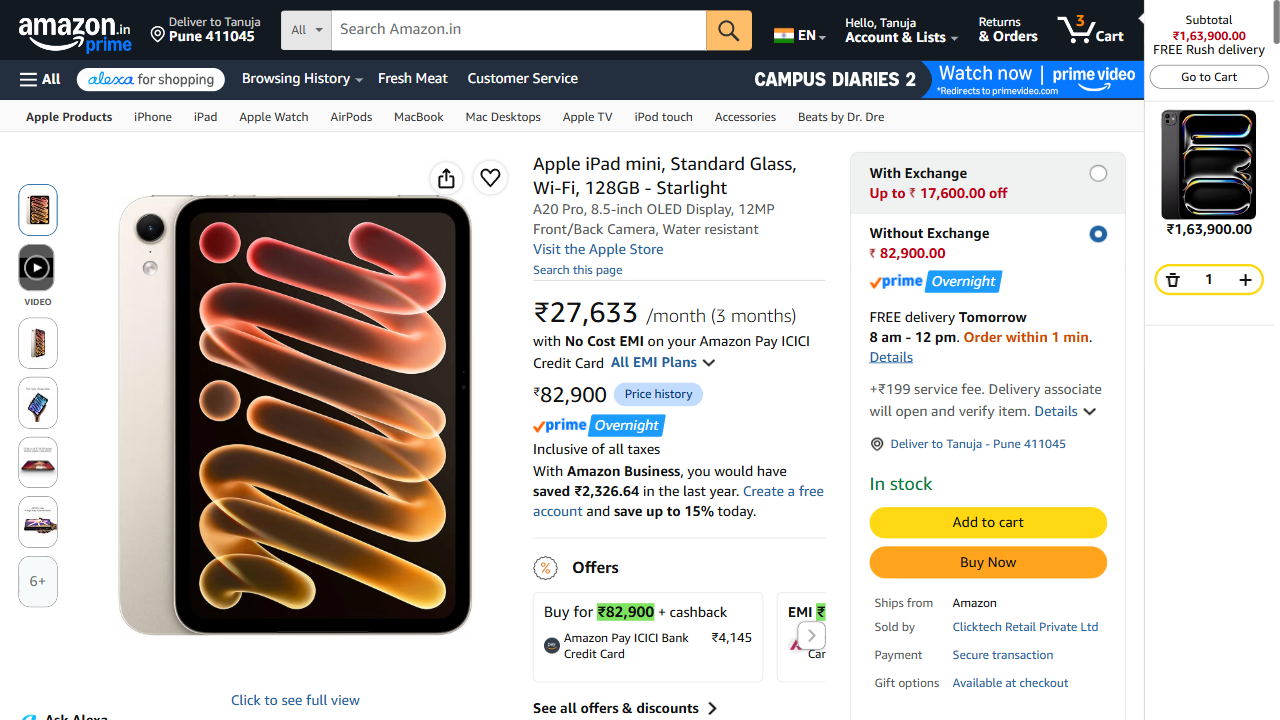 amazon.in
prime
Deliver to Tanuja
Pune 411045
All
Search Amazon.in
EN
Hello, Tanuja
Account & Lists
Returns
& Orders
3
Cart
All
alexa for shopping
Browsing History
Fresh Meat
Customer Service
CAMPUS DIARIES 2
Watch now | prime video
*Redirects to primevideo.com
Apple Products
iPhone
iPad
Apple Watch
AirPods
MacBook
Mac Desktops
Apple TV
iPod touch
Accessories
Beats by Dr. Dre
VIDEO
6+
Click to see full view
Ask Alexa
Apple iPad mini, Standard Glass,
Wi-Fi, 128GB - Starlight
A20 Pro, 8.5-inch OLED Display, 12MP
Front/Back Camera, Water resistant
Visit the Apple Store
Search this page
₹27,633 /month (3 months)
with No Cost EMI on your Amazon Pay ICICI
Credit Card All EMI Plans
₹82,900 Price history
prime Overnight
Inclusive of all taxes
With Amazon Business, you would have
saved ₹2,326.64 in the last year. Create a free
account and save up to 15% today.
% Offers
Buy for ₹82,900 + cashback
Amazon Pay ICICI Bank
Credit Card
₹4,145
EMI ₹
Car
See all offers & discounts
With Exchange
Up to ₹ 17,600.00 off
Without Exchange
₹ 82,900.00
prime Overnight
FREE delivery Tomorrow
8 am - 12 pm. Order within 1 min.
Details
+₹199 service fee. Delivery associate
will open and verify item. Details
Deliver to Tanuja - Pune 411045
In stock
Add to cart
Buy Now
Ships from Amazon
Sold by Clicktech Retail Private Ltd
Payment Secure transaction
Gift options Available at checkout
Subtotal
₹1,63,900.00
FREE Rush delivery
Go to Cart
₹1,63,900.00
1